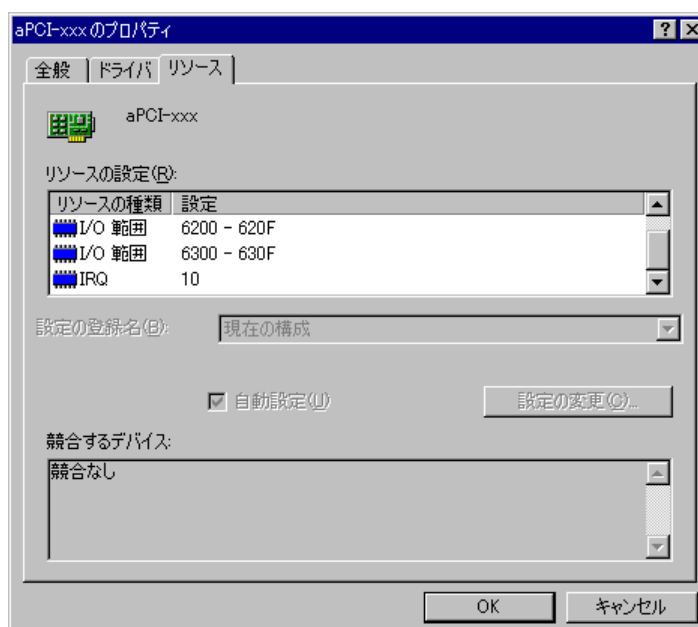 aPCI-xxxのプロパティ
全般 ドライバ リソース
aPCI-xxx
リソースの設定(R):
リソースの種類 設定
I/O 範囲 6200 - 620F
I/O 範囲 6300 - 630F
IRQ 10
設定の登録名(B): 現在の構成
自動設定(U) 設定の変更(C)...
競合するデバイス:
競合なし
OK キャンセル